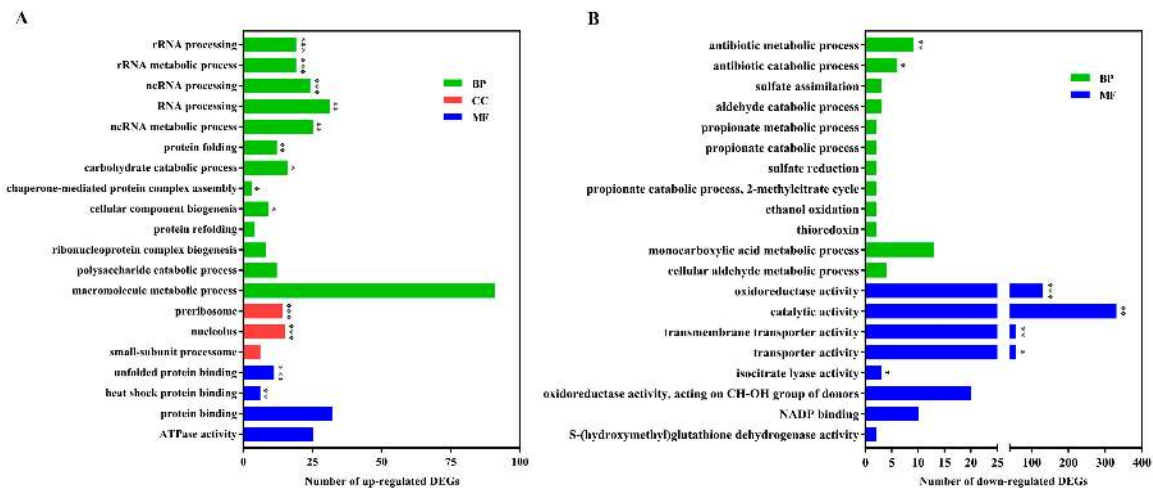 A
rRNA processing
rRNA metabolic process
ncRNA processing
RNA processing
ncRNA metabolic process
protein folding
carbohydrate catabolic process
chaperone-mediated protein complex assembly
cellular component biogenesis
protein refolding
ribonucleoprotein complex biogenesis
polysaccharide catabolic process
macromolecule metabolic process
preribosome
nucleolus
small-subunit processome
unfolded protein binding
heat shock protein binding
protein binding
ATPase activity
BP
CC
MF
0 25 50 75 100
Number of up-regulated DEGs
B
antibiotic metabolic process
antibiotic catabolic process
sulfate assimilation
aldehyde catabolic process
propionate metabolic process
propionate catabolic process
sulfate reduction
propionate catabolic process, 2-methylcitrate cycle
ethanol oxidation
thioredoxin
monocarboxylic acid metabolic process
cellular aldehyde metabolic process
oxidoreductase activity
catalytic activity
transmembrane transporter activity
transporter activity
isocitrate lyase activity
oxidoreductase activity, acting on CH-OH group of donors
NADP binding
S-(hydroxymethyl)glutathione dehydrogenase activity
BP
MF
0 5 10 15 20 25 100 200 300 400
Number of down-regulated DEGs